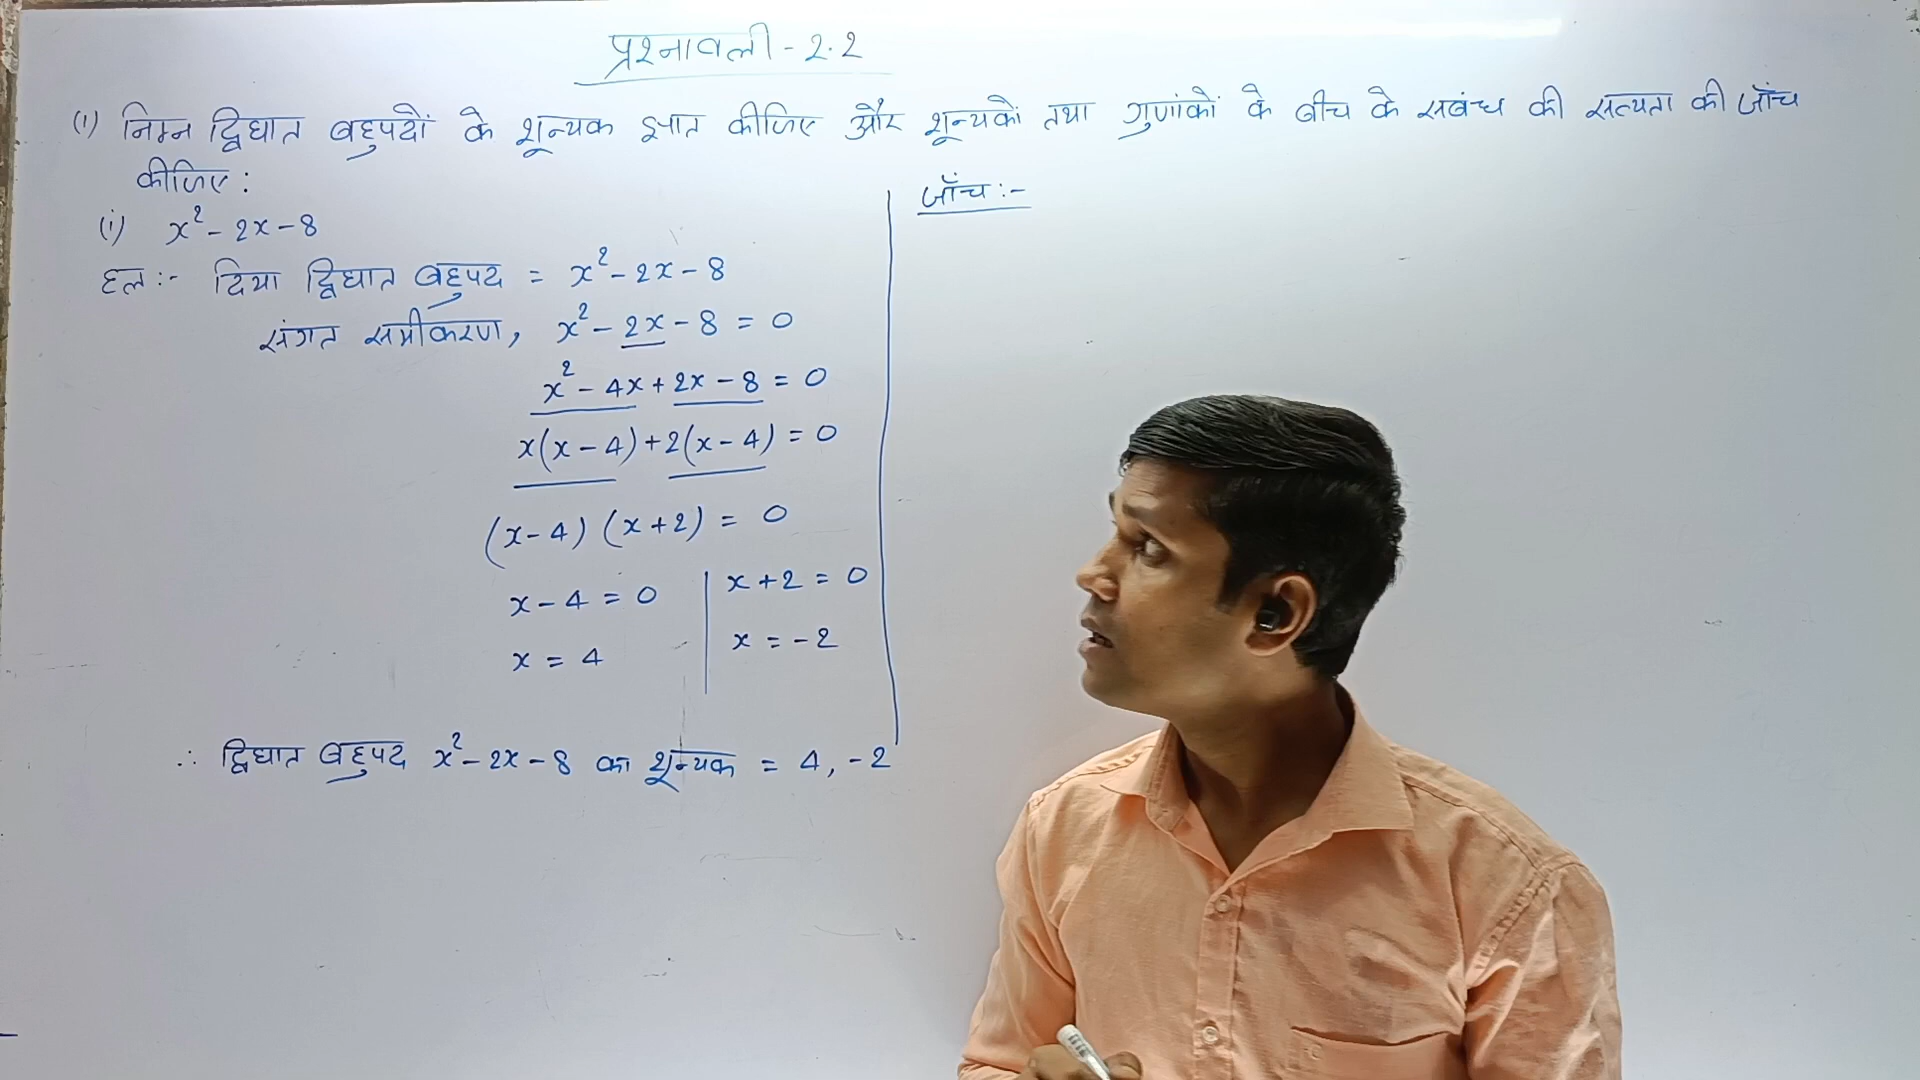 प्रश्नावली - 2.2
(1) निम्न द्विघात बहुपदों के शून्यक ज्ञात कीजिए और शून्यकों तथा गुणांकों के बीच के सबंध की सत्यता की जाँच
कीजिए :
(i) x² - 2x - 8
हल :- दिया द्विघात बहुपद = x² - 2x - 8
संगत समीकरण, x² - 2x - 8 = 0
x² - 4x + 2x - 8 = 0
x(x - 4) + 2(x - 4) = 0
(x - 4) (x + 2) = 0
x - 4 = 0 | x + 2 = 0
x = 4 | x = -2
∴ द्विघात बहुपद x² - 2x - 8 का शून्यक = 4, -2
जाँच :-